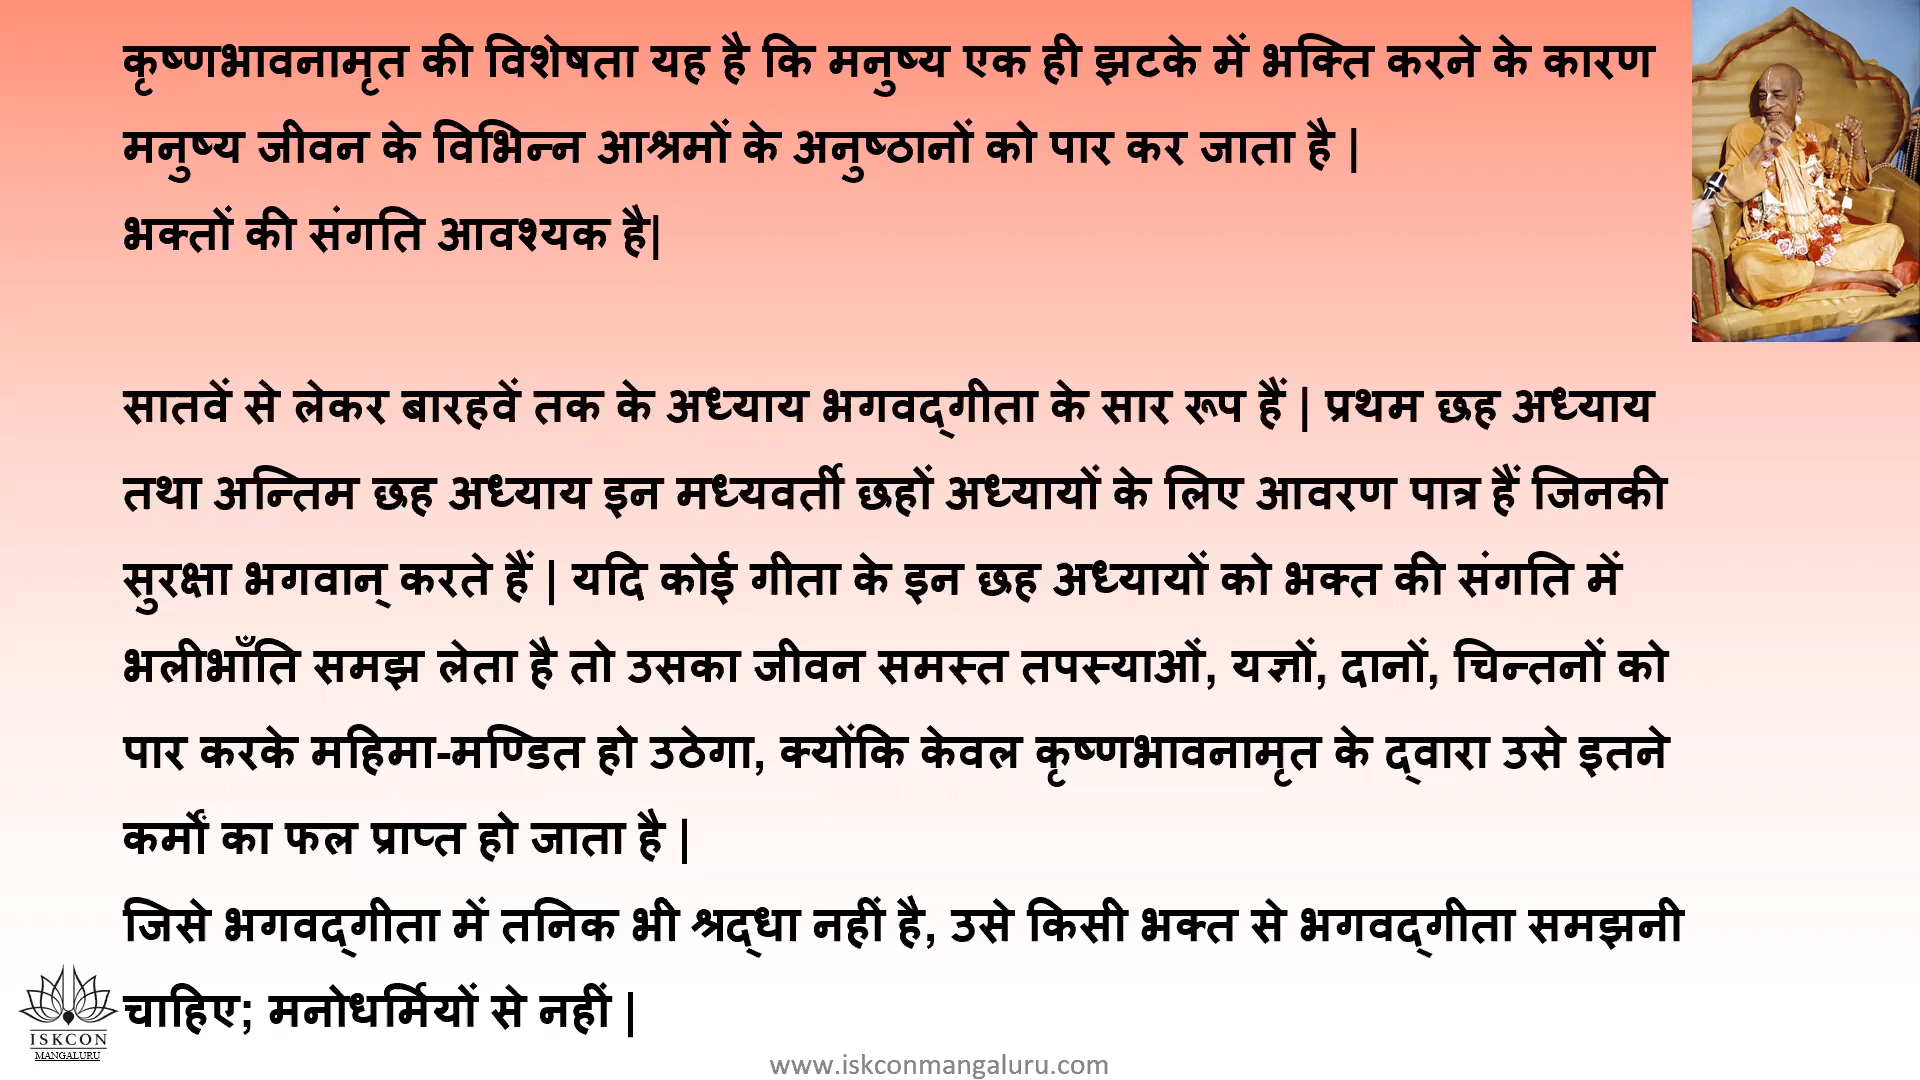 कृष्णभावनामृत की विशेषता यह है कि मनुष्य एक ही झटके में भक्ति करने के कारण
मनुष्य जीवन के विभिन्न आश्रमों के अनुष्ठानों को पार कर जाता है |
भक्तों की संगति आवश्यक है|
सातवें से लेकर बारहवें तक के अध्याय भगवद्गीता के सार रूप हैं | प्रथम छह अध्याय
तथा अन्तिम छह अध्याय इन मध्यवर्ती छहों अध्यायों के लिए आवरण पात्र हैं जिनकी
सुरक्षा भगवान् करते हैं | यदि कोई गीता के इन छह अध्यायों को भक्त की संगति में
भलीभाँति समझ लेता है तो उसका जीवन समस्त तपस्याओं, यज्ञों, दानों, चिन्तनों को
पार करके महिमा-मण्डित हो उठेगा, क्योंकि केवल कृष्णभावनामृत के द्वारा उसे इतने
कर्मों का फल प्राप्त हो जाता है |
जिसे भगवद्गीता में तनिक भी श्रद्धा नहीं है, उसे किसी भक्त से भगवद्गीता समझनी
चाहिए; मनोधर्मियों से नहीं |
ISKCON
MANGALURU
www.iskconmangaluru.com